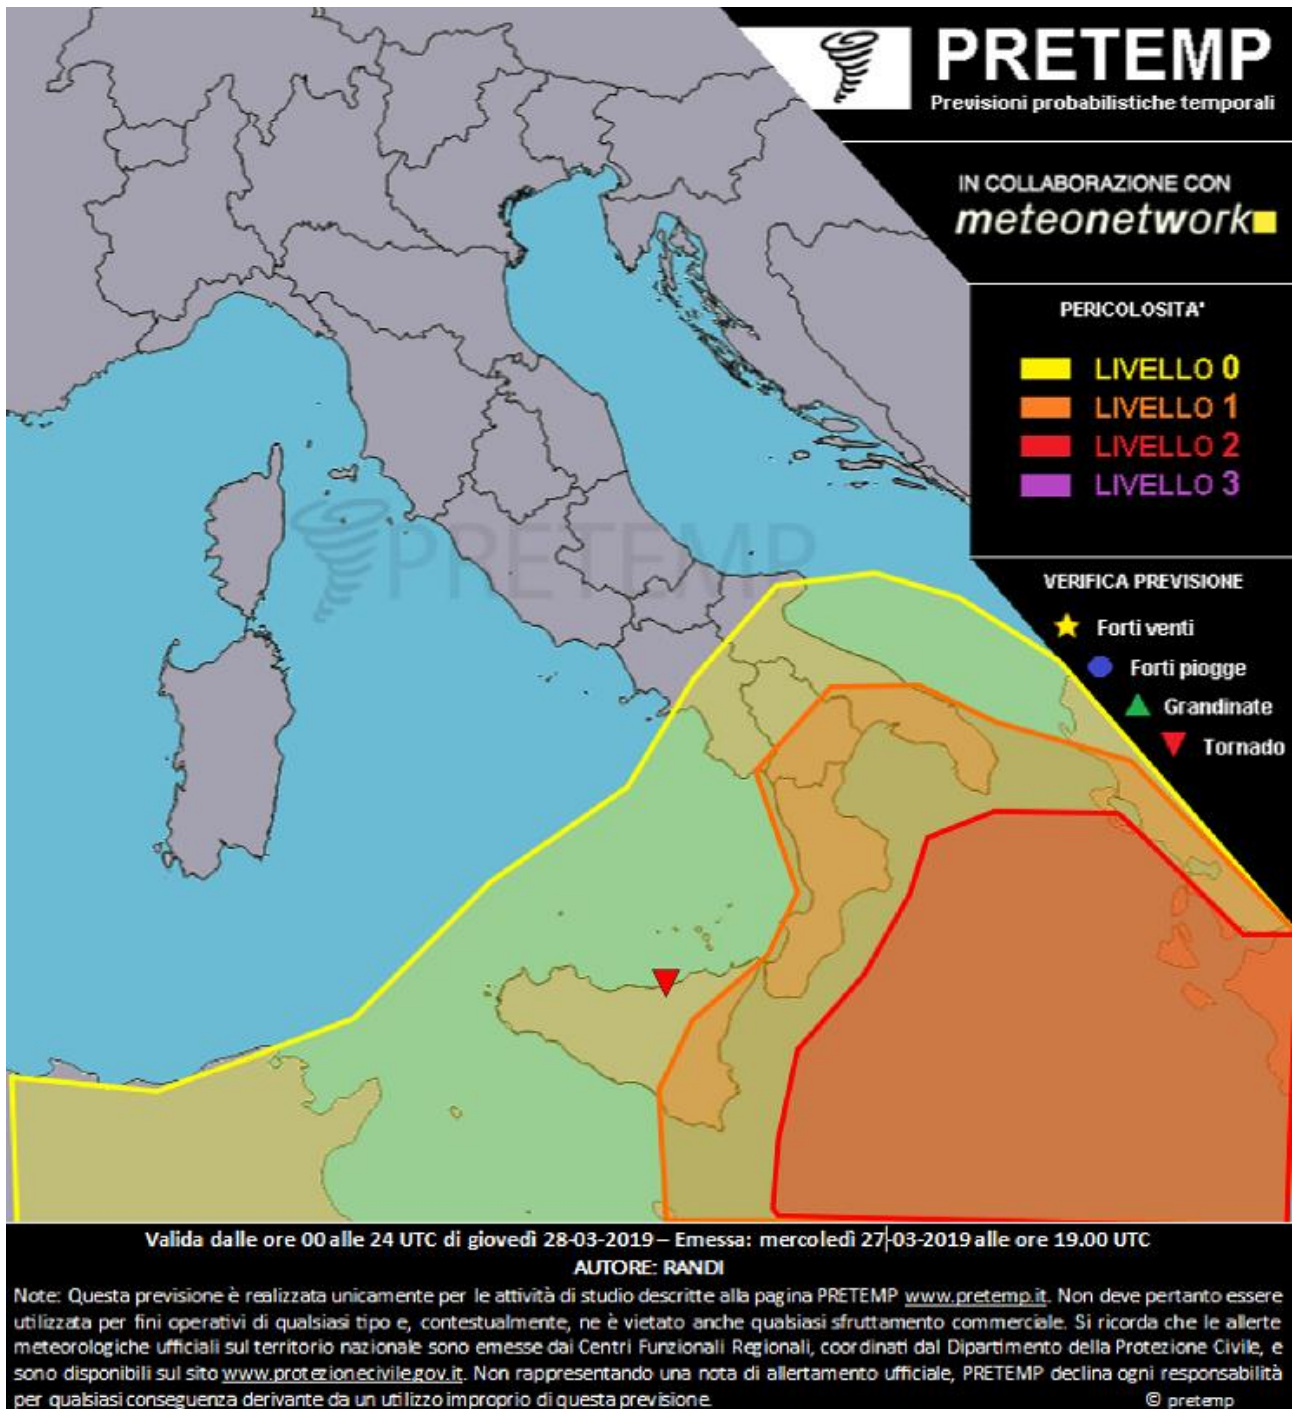 PRETEMP
Previsioni probabilistiche temporali
IN COLLABORAZIONE CON
meteonetwork
PERICOLOSITA'
LIVELLO 0
LIVELLO 1
LIVELLO 2
LIVELLO 3
PRETEMP
VERIFICA PREVISIONE
Forti venti
Forti piogge
Grandinate
Tornado
Valida dalle ore 00 alle 24 UTC di giovedì 28-03-2019 – Emessa: mercoledì 27-03-2019 alle ore 19.00 UTC
AUTORE: RANDI
Note: Questa previsione è realizzata unicamente per le attività di studio descritte alla pagina PRETEMP www.pretemp.it. Non deve pertanto essere
utilizzata per fini operativi di qualsiasi tipo e, contestualmente, ne è vietato anche qualsiasi sfruttamento commerciale. Si ricorda che le allerte
meteorologiche ufficiali sul territorio nazionale sono emesse dai Centri Funzionali Regionali, coordinati dal Dipartimento della Protezione Civile, e
sono disponibili sul sito www.protezionecivile.gov.it. Non rappresentando una nota di allertamento ufficiale, PRETEMP declina ogni responsabilità
per qualsiasi conseguenza derivante da un utilizzo improprio di questa previsione.
© pretemp